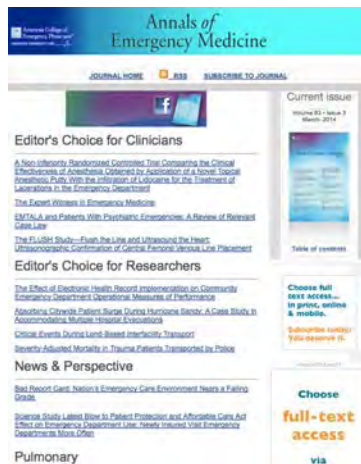 American College of
Emergency Physicians
Annals of
Emergency Medicine
JOURNAL HOME RSS SUBSCRIBE TO JOURNAL
Current issue
Volume 63 • Issue 3
March 2014
Table of contents
Editor's Choice for Clinicians
A Non-Inferiority Randomized Controlled Trial Comparing the Clinical
Effectiveness of Anesthesia Obtained by Application of a Novel Topical
Anesthetic Putty With the Infiltration of Lidocaine for the Treatment of
Lacerations in the Emergency Department
The Expert Witness in Emergency Medicine
EMTALA and Patients With Psychiatric Emergencies: A Review of Relevant
Case Law
The FLUSH Study—Flush the Line and Ultrasound the Heart:
Ultrasonographic Confirmation of Central Femoral Venous Line Placement
Editor's Choice for Researchers
The Effect of Electronic Health Record Implementation on Community
Emergency Department Operational Measures of Performance
Absorbing Citywide Patient Surge During Hurricane Sandy: A Case Study in
Accommodating Multiple Hospital Evacuations
Critical Events During Land-Based Interfacility Transport
Severity-Adjusted Mortality in Trauma Patients Transported by Police
News & Perspective
Bad Report Card: Nation's Emergency Care Environment Nears a Failing
Grade
Science Study Latest Blow to Patient Protection and Affordable Care Act
Effect on Emergency Department Use: Newly Insured Visit Emergency
Departments More Often
Pulmonary
Choose full
text access...
in print, online
& mobile.
Subscribe today!
You deserve it.
Choose
full-text
access
via